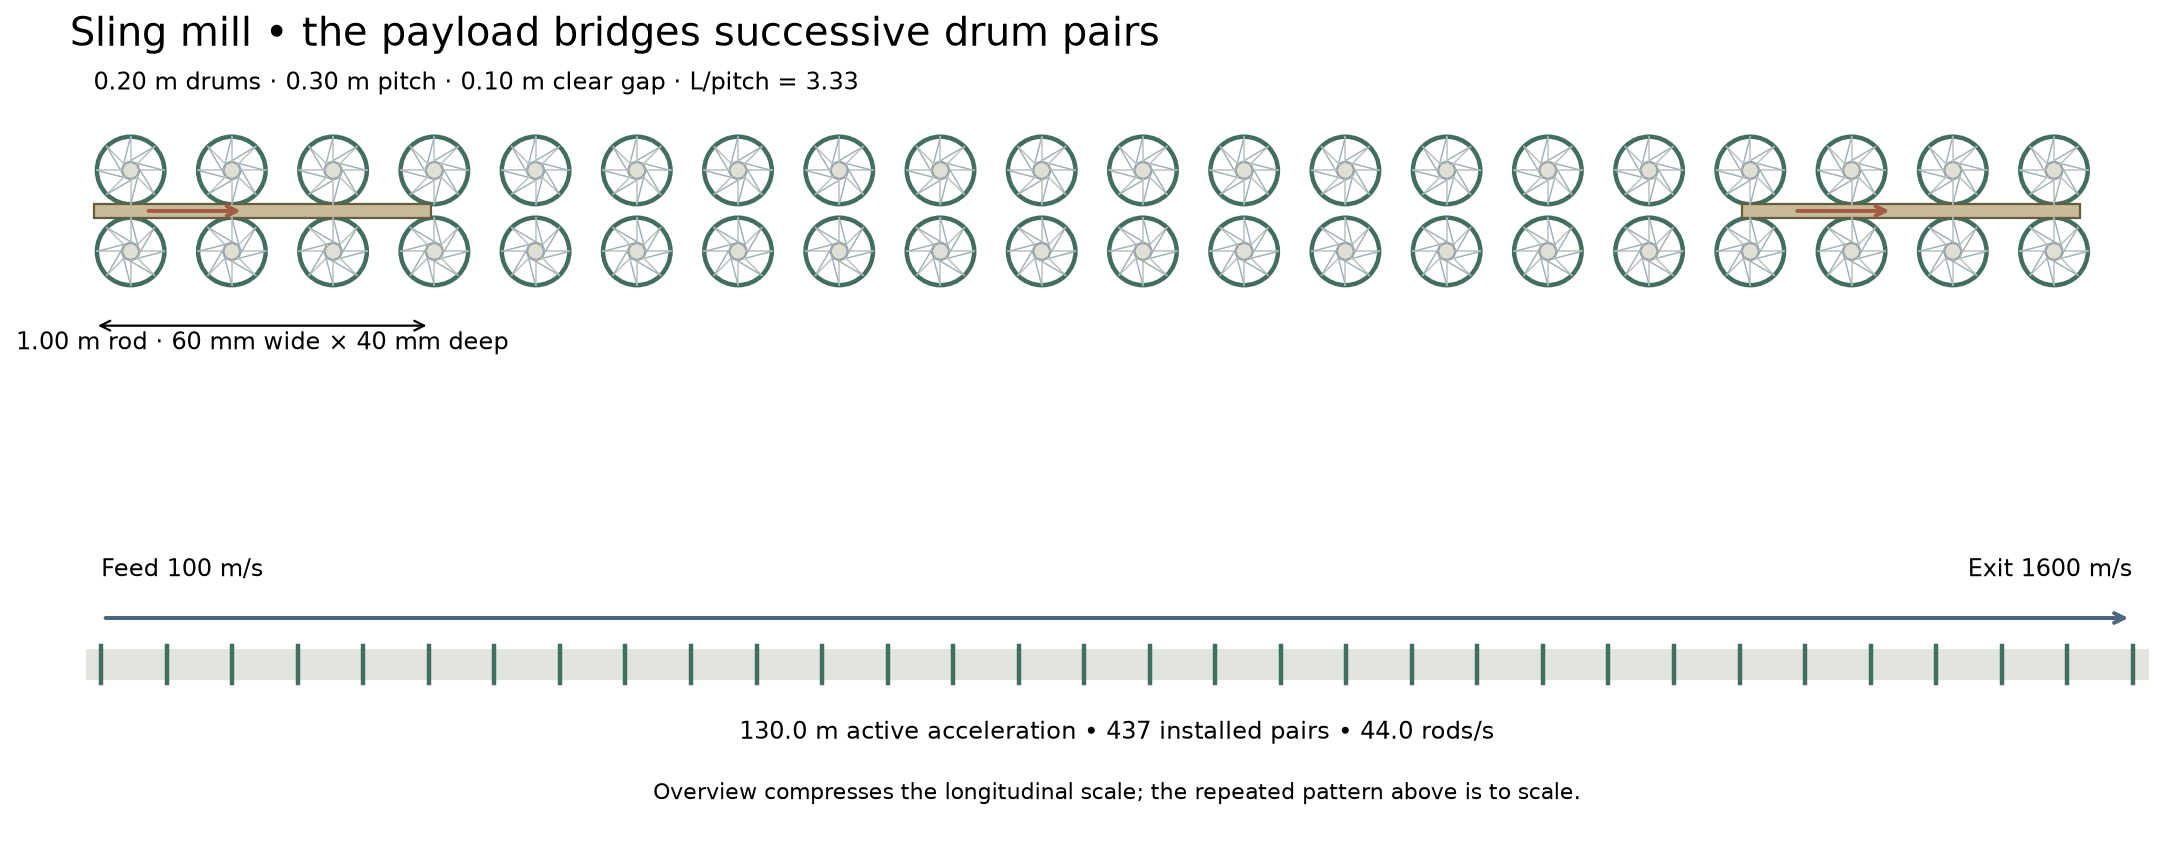 Sling mill • the payload bridges successive drum pairs
0.20 m drums · 0.30 m pitch · 0.10 m clear gap · L/pitch = 3.33
1.00 m rod · 60 mm wide × 40 mm deep
Feed 100 m/s
Exit 1600 m/s
130.0 m active acceleration • 437 installed pairs • 44.0 rods/s
Overview compresses the longitudinal scale; the repeated pattern above is to scale.